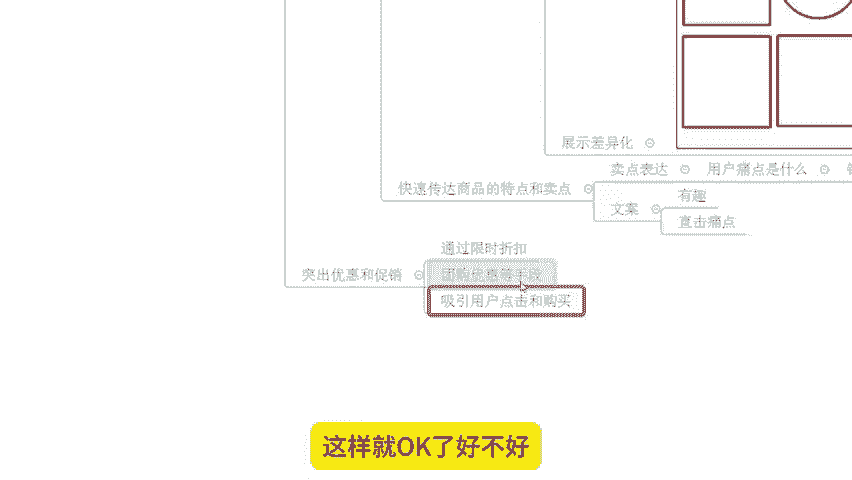 展示差异化
卖点表达 用户痛点是什么
快速传达商品的特点和卖点
有趣
文案
直击痛点
通过限时折扣
突出优惠和促销
团购优惠等手段
吸引用户点击和购买
这样就OK了好不好